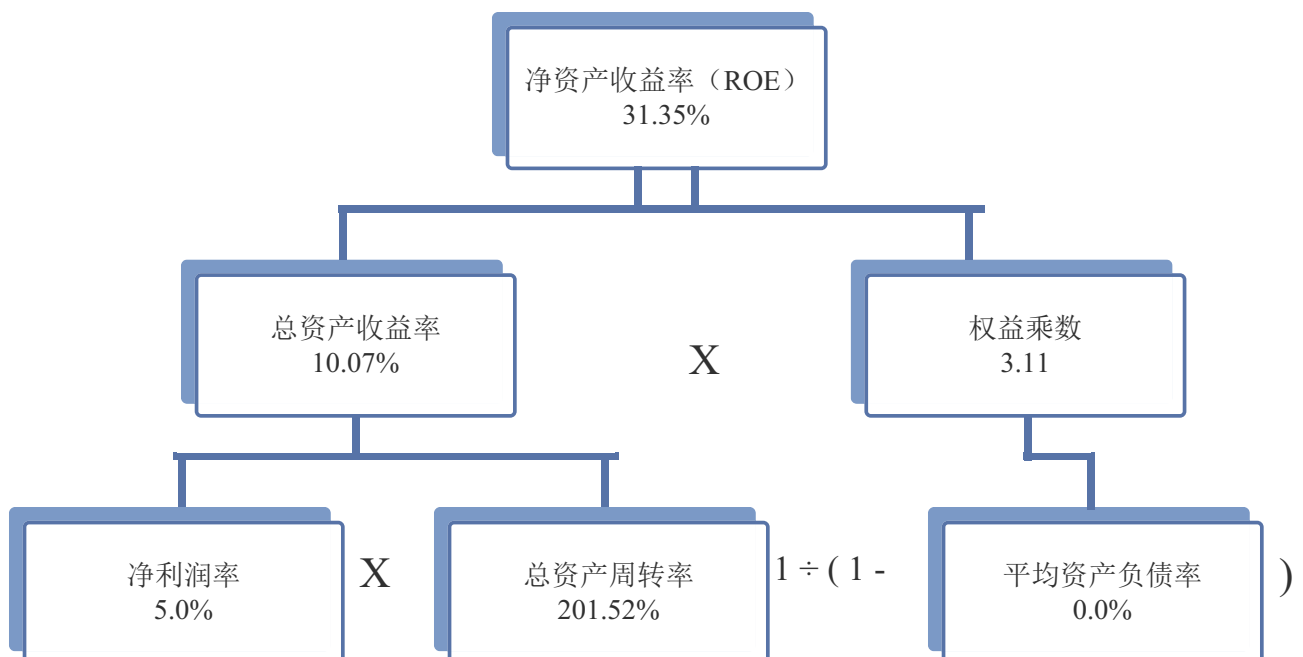 净资产收益率（ROE）
31.35%
总资产收益率
10.07%
X
权益乘数
3.11
净利润率
5.0%
X
总资产周转率
201.52%
1 ÷ ( 1 -
平均资产负债率
0.0%
)